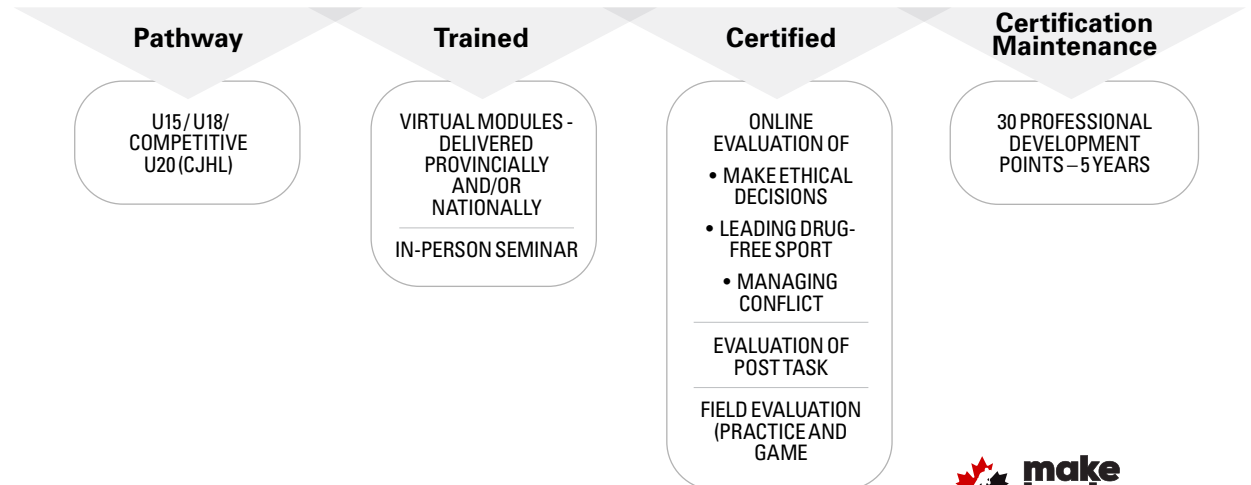 Pathway
U15 / U18/
COMPETITIVE
U20 (CJHL)
Trained
VIRTUAL MODULES -
DELIVERED
PROVINCIALLY
AND/OR
NATIONALLY
IN-PERSON SEMINAR
Certified
ONLINE
EVALUATION OF
• MAKE ETHICAL
DECISIONS
• LEADING DRUG-
FREE SPORT
• MANAGING
CONFLICT
EVALUATION OF
POST TASK
FIELD EVALUATION
(PRACTICE AND
GAME
Certification
Maintenance
30 PROFESSIONAL
DEVELOPMENT
POINTS – 5 YEARS
make